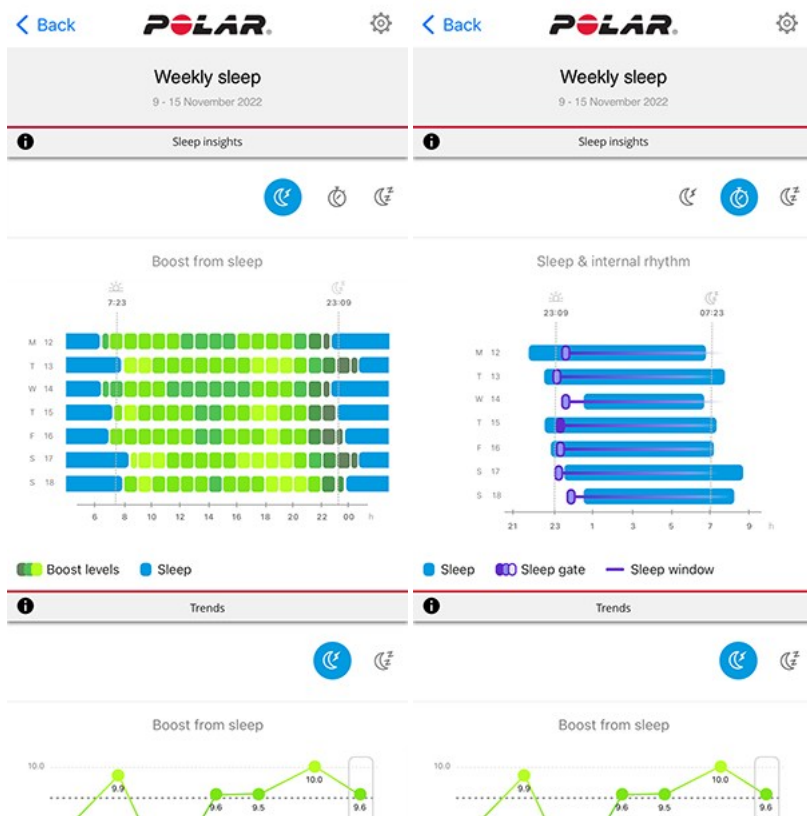 Back
POLAR
Weekly sleep
9 - 15 November 2022
Sleep insights
Boost from sleep
7:23
23:09
M 12
T 13
W 14
T 15
F 16
S 17
S 18
6 8 10 12 14 16 18 20 22 00 h
Boost levels Sleep
Trends
Boost from sleep
10.0
9.9
9.6
9.5
10.0
9.6
Back
POLAR
Weekly sleep
9 - 15 November 2022
Sleep insights
Sleep & internal rhythm
23:09
07:23
M 12
T 13
W 14
T 15
F 16
S 17
S 18
21 23 1 3 5 7 9 h
Sleep Sleep gate Sleep window
Trends
Boost from sleep
10.0
9.9
9.6
9.5
10.0
9.6